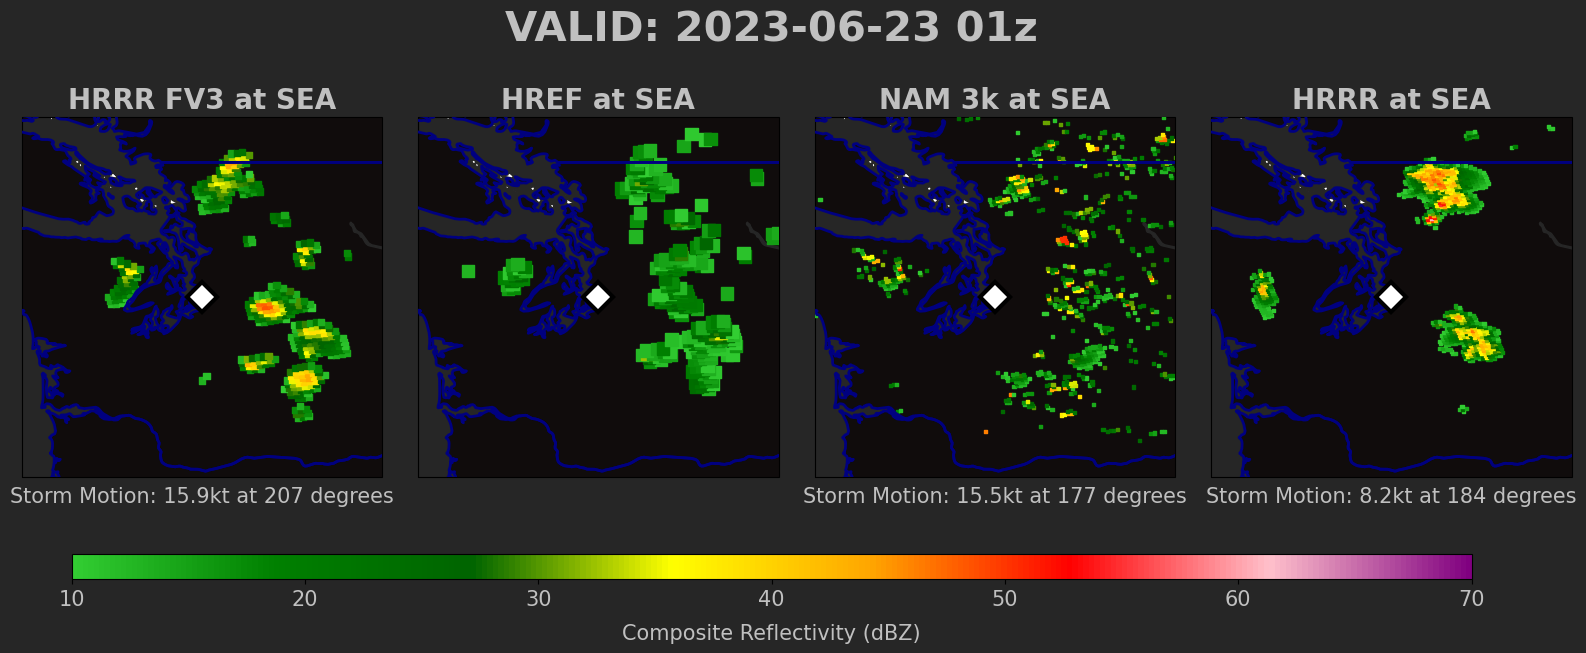 VALID: 2023-06-23 01z
HRRR FV3 at SEA
HREF at SEA
NAM 3k at SEA
HRRR at SEA
Storm Motion: 15.9kt at 207 degrees
Storm Motion: 15.5kt at 177 degrees
Storm Motion: 8.2kt at 184 degrees
10 20 30 40 50 60 70
Composite Reflectivity (dBZ)